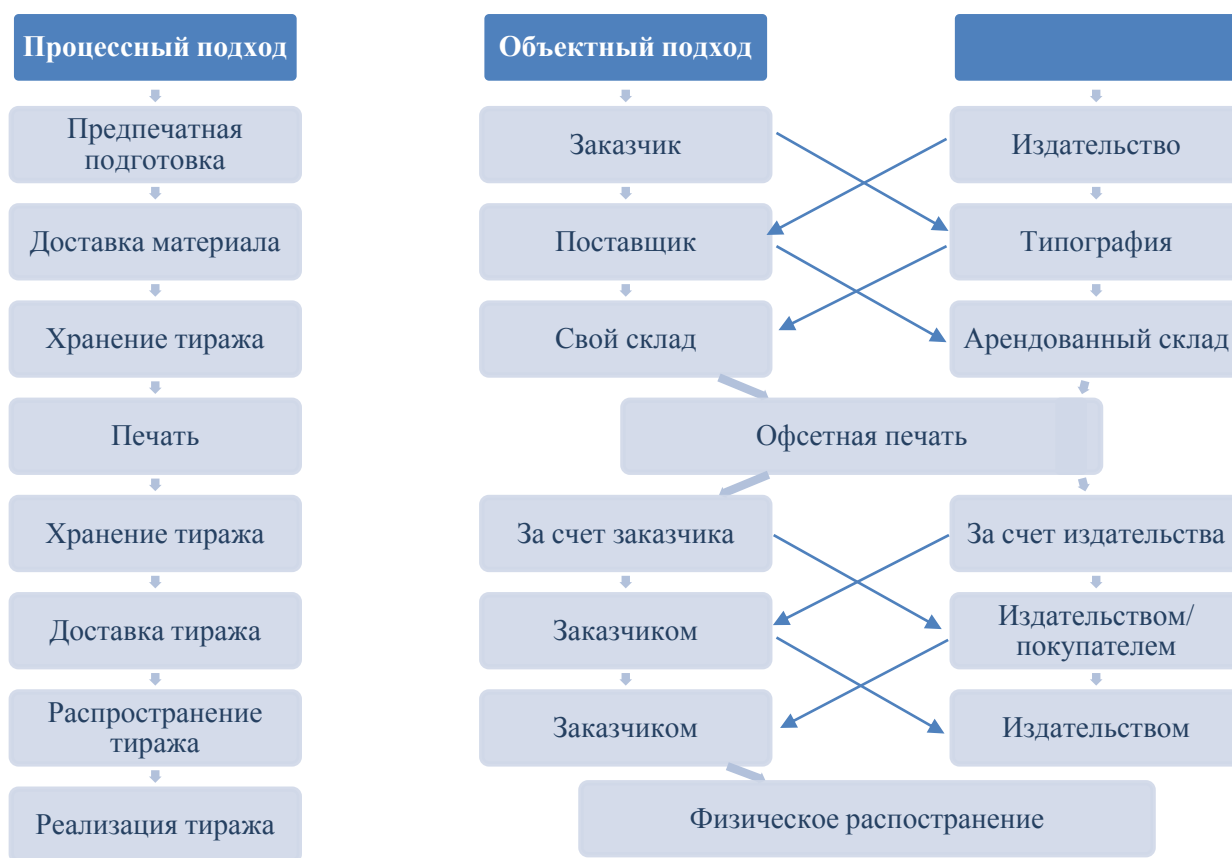 Процессный подход
Предпечатная
подготовка
Доставка материала
Хранение тиража
Печать
Хранение тиража
Доставка тиража
Распространение
тиража
Реализация тиража
Объектный подход
Заказчик
Издательство
Поставщик
Типография
Свой склад
Арендованный склад
Офсетная печать
За счет заказчика
За счет издательства
Заказчиком
Издательством/
покупателем
Заказчиком
Издательством
Физическое распостранение